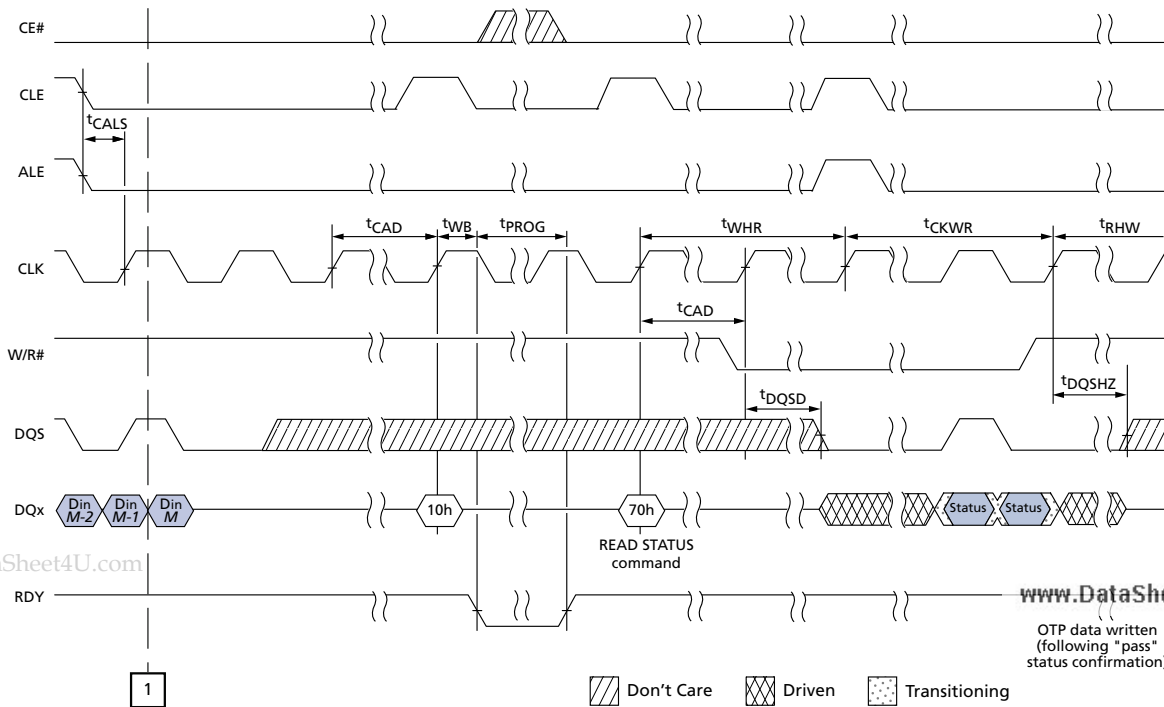 CE#
CLE
tCALS
ALE
tCAD
tWB
tPROG
tWHR
tCKWR
tRHW
CLK
tCAD
W/R#
tDQSD
tDQSHZ
DQS
DQx
Din M-2
Din M-1
Din M
10h
70h
Status
Status
READ STATUS
command
aSheet4U.com
RDY
www.DataShe
OTP data written
(following "pass"
status confirmation)
1
Don't Care
Driven
Transitioning